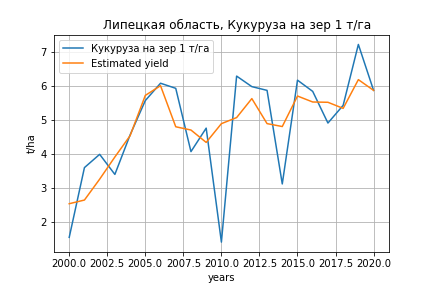 Липецкая область, Кукуруза на зер 1 т/га
Кукуруза на зер 1 т/га
Estimated yield
7
6
5
4
3
2
t/ha
2000.0 2002.5 2005.0 2007.5 2010.0 2012.5 2015.0 2017.5 2020.0
years